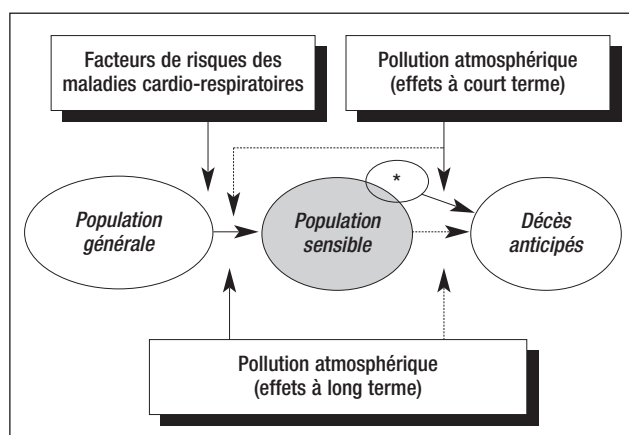 Facteurs de risques des
maladies cardio-respiratoires
Pollution atmosphérique
(effets à court terme)
*
Population
générale
Population
sensible
Décès
anticipés
Pollution atmosphérique
(effets à long terme)